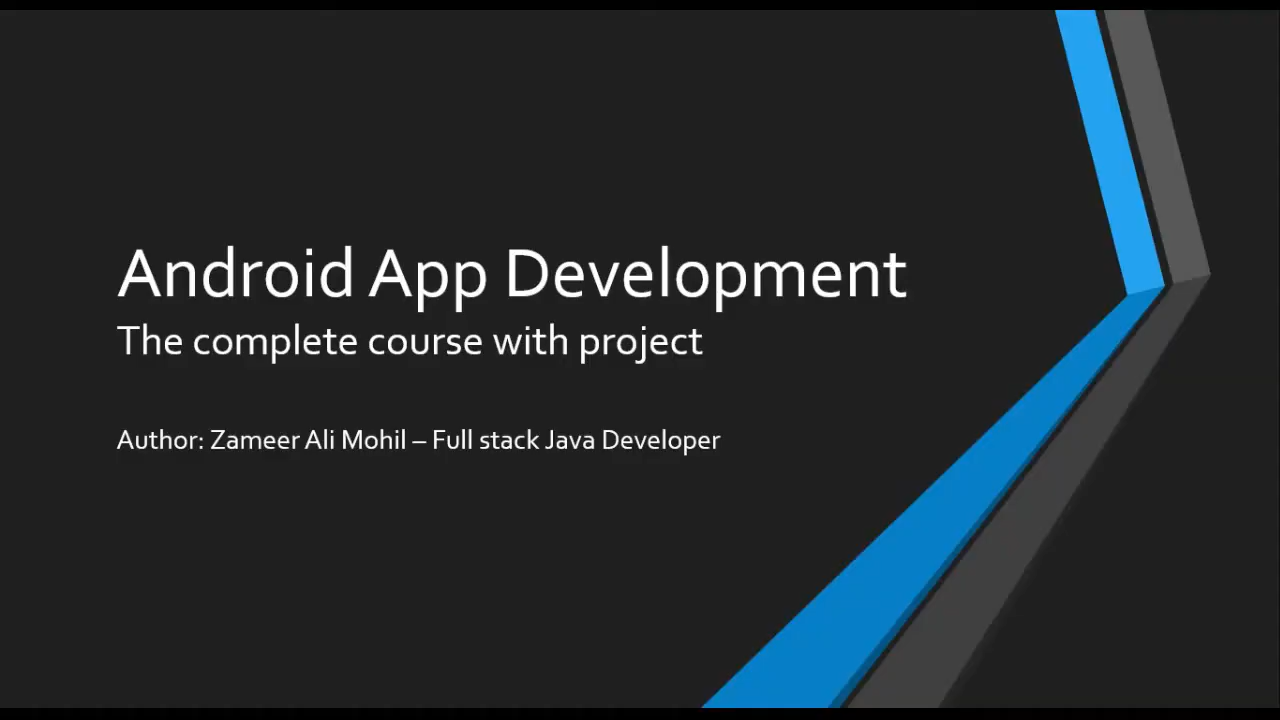 Android App Development
The complete course with project
Author: Zameer Ali Mohil – Full stack Java Developer